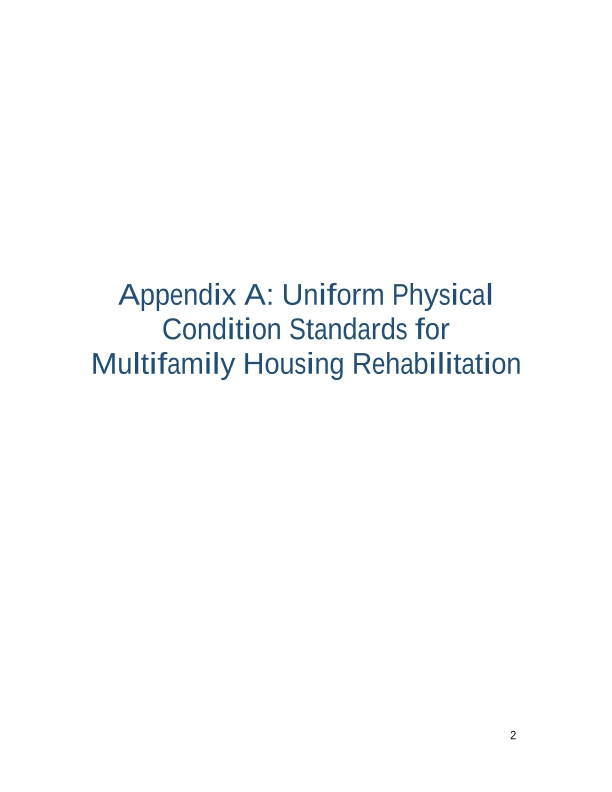 Appendix A: Uniform Physical
Condition Standards for
Multifamily Housing Rehabilitation
2